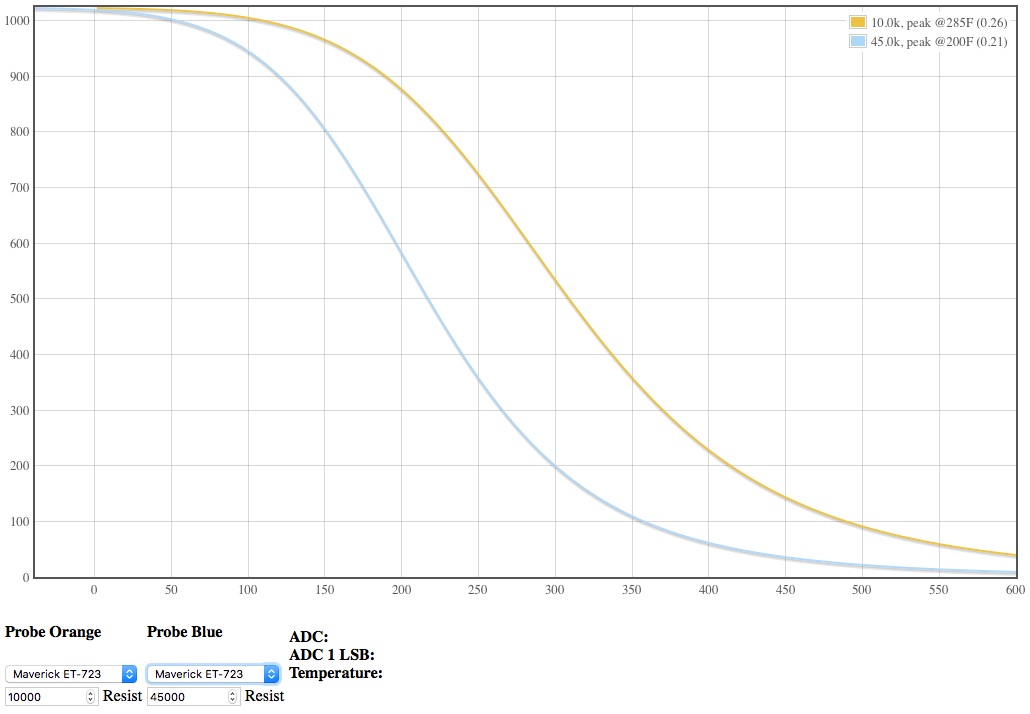 1000
10.0k, peak @285F (0.26)
45.0k, peak @200F (0.21)
900
800
700
600
500
400
300
200
100
0
0 50 100 150 200 250 300 350 400 450 500 550 600
Probe Orange Probe Blue ADC:
ADC 1 LSB:
Maverick ET-723 Maverick ET-723 Temperature:
10000 Resist 45000 Resist